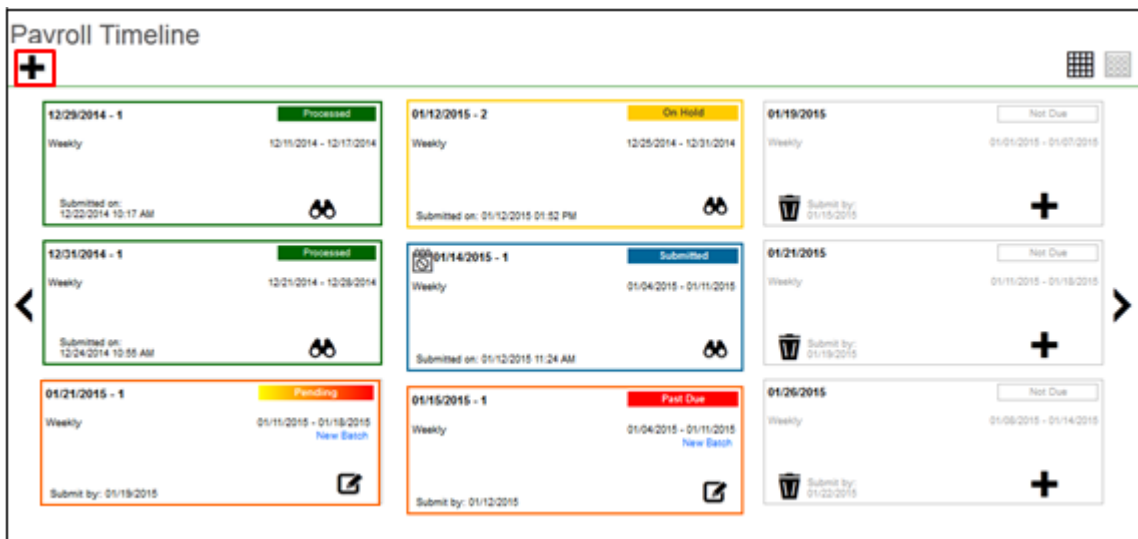 Payroll Timeline
12/29/2014 - 1 Processed
Weekly 12/11/2014 - 12/17/2014
Submitted on:
12/22/2014 10:17 AM
12/31/2014 - 1 Processed
Weekly 12/21/2014 - 12/28/2014
Submitted on:
12/24/2014 10:55 AM
01/21/2015 - 1 Pending
Weekly 01/11/2015 - 01/18/2015
New Batch
Submit by: 01/19/2015
01/12/2015 - 2 On Hold
Weekly 12/25/2014 - 12/31/2014
Submitted on: 01/12/2015 01:52 PM
01/14/2015 - 1 Submitted
Weekly 01/04/2015 - 01/11/2015
Submitted on: 01/12/2015 11:24 AM
01/15/2015 - 1 Past Due
Weekly 01/04/2015 - 01/11/2015
New Batch
Submit by: 01/12/2015
01/19/2015 Not Due
Weekly 01/01/2015 - 01/07/2015
Submit by:
01/15/2015
01/21/2015 Not Due
Weekly 01/11/2015 - 01/18/2015
Submit by:
01/19/2015
01/26/2015 Not Due
Weekly 01/08/2015 - 01/14/2015
Submit by:
01/22/2015